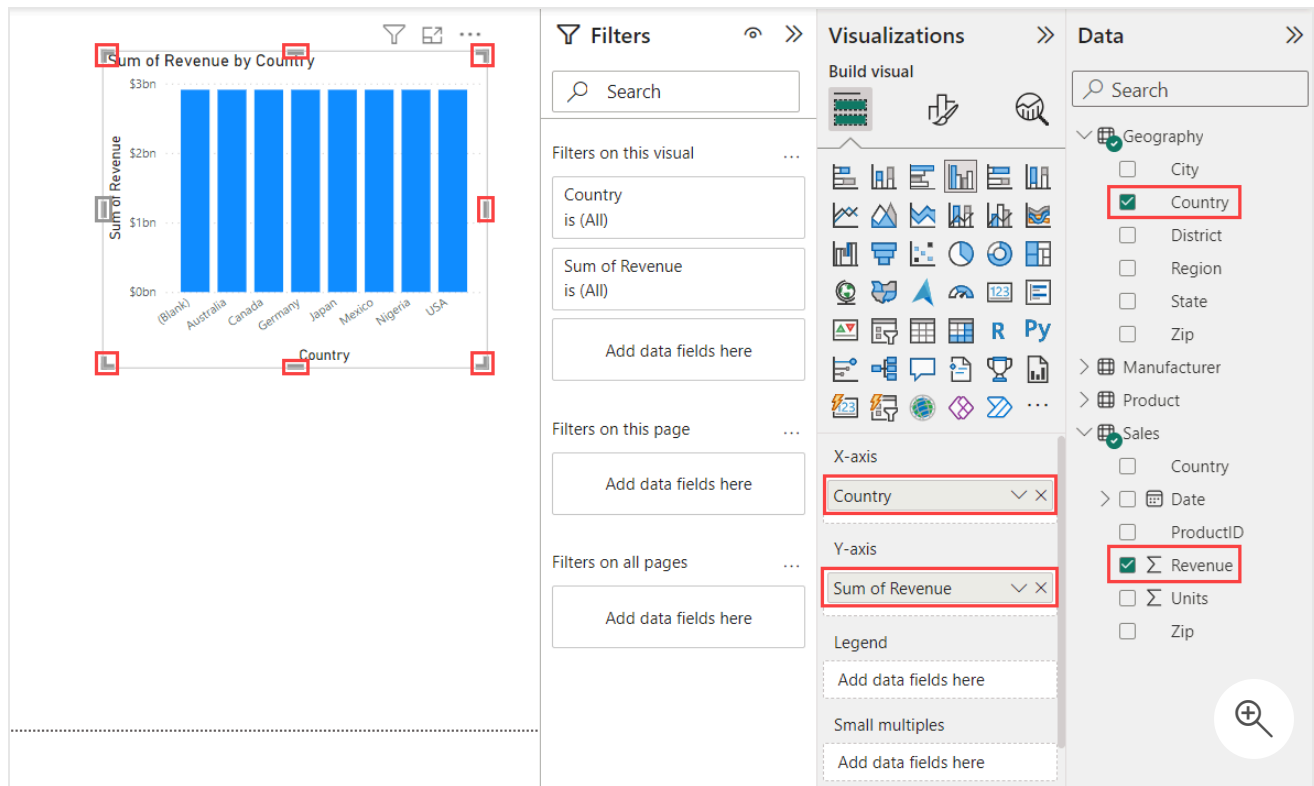 Sum of Revenue by Country
$3bn
$2bn
$1bn
$0bn
Sum of Revenue
(Blank)
Australia
Canada
Germany
Japan
Mexico
Nigeria
USA
Country
Filters
Search
Filters on this visual
...
Country
is (All)
Sum of Revenue
is (All)
Add data fields here
Filters on this page
...
Add data fields here
Filters on all pages
...
Add data fields here
Visualizations
Build visual
123
R
Py
123
...
X-axis
Country
Y-axis
Sum of Revenue
Legend
Add data fields here
Small multiples
Add data fields here
Data
Search
Geography
City
Country
District
Region
State
Zip
Manufacturer
Product
Sales
Country
Date
ProductID
∑ Revenue
∑ Units
Zip